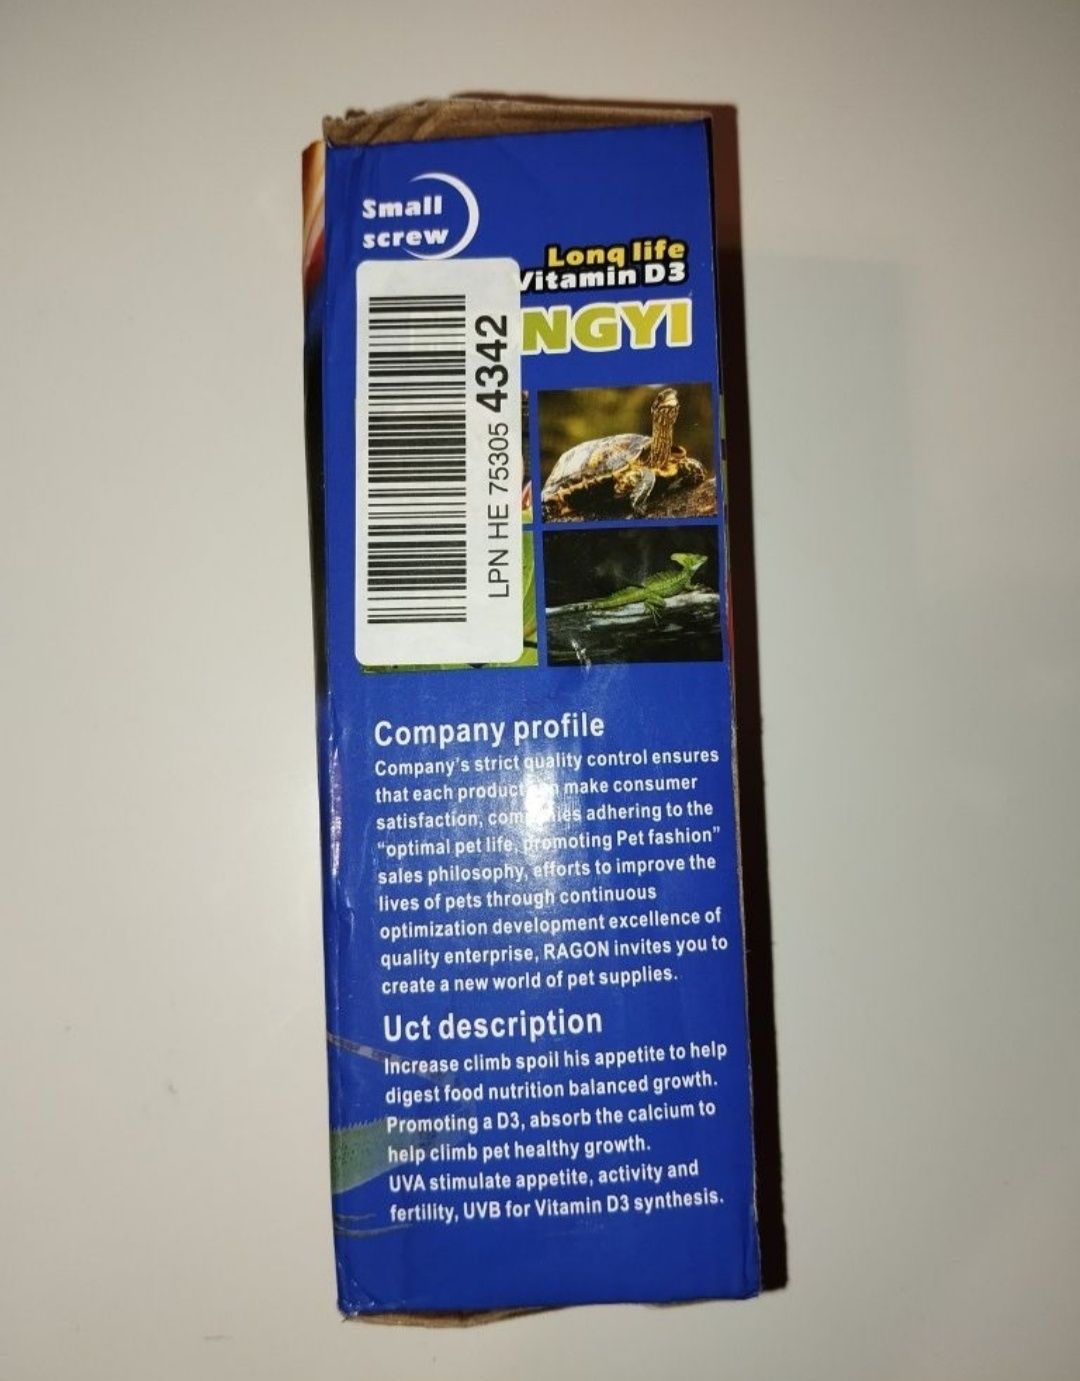 Small
screw
Long life
Vitamin D3
NGYI
LPN HE 75305 4342
Company profile
Company's strict quality control ensures
that each product can make consumer
satisfaction, companies adhering to the
“optimal pet life, promoting Pet fashion”
sales philosophy, efforts to improve the
lives of pets through continuous
optimization development excellence of
quality enterprise, RAGON invites you to
create a new world of pet supplies.
Uct description
Increase climb spoil his appetite to help
digest food nutrition balanced growth.
Promoting a D3, absorb the calcium to
help climb pet healthy growth.
UVA stimulate appetite, activity and
fertility, UVB for Vitamin D3 synthesis.